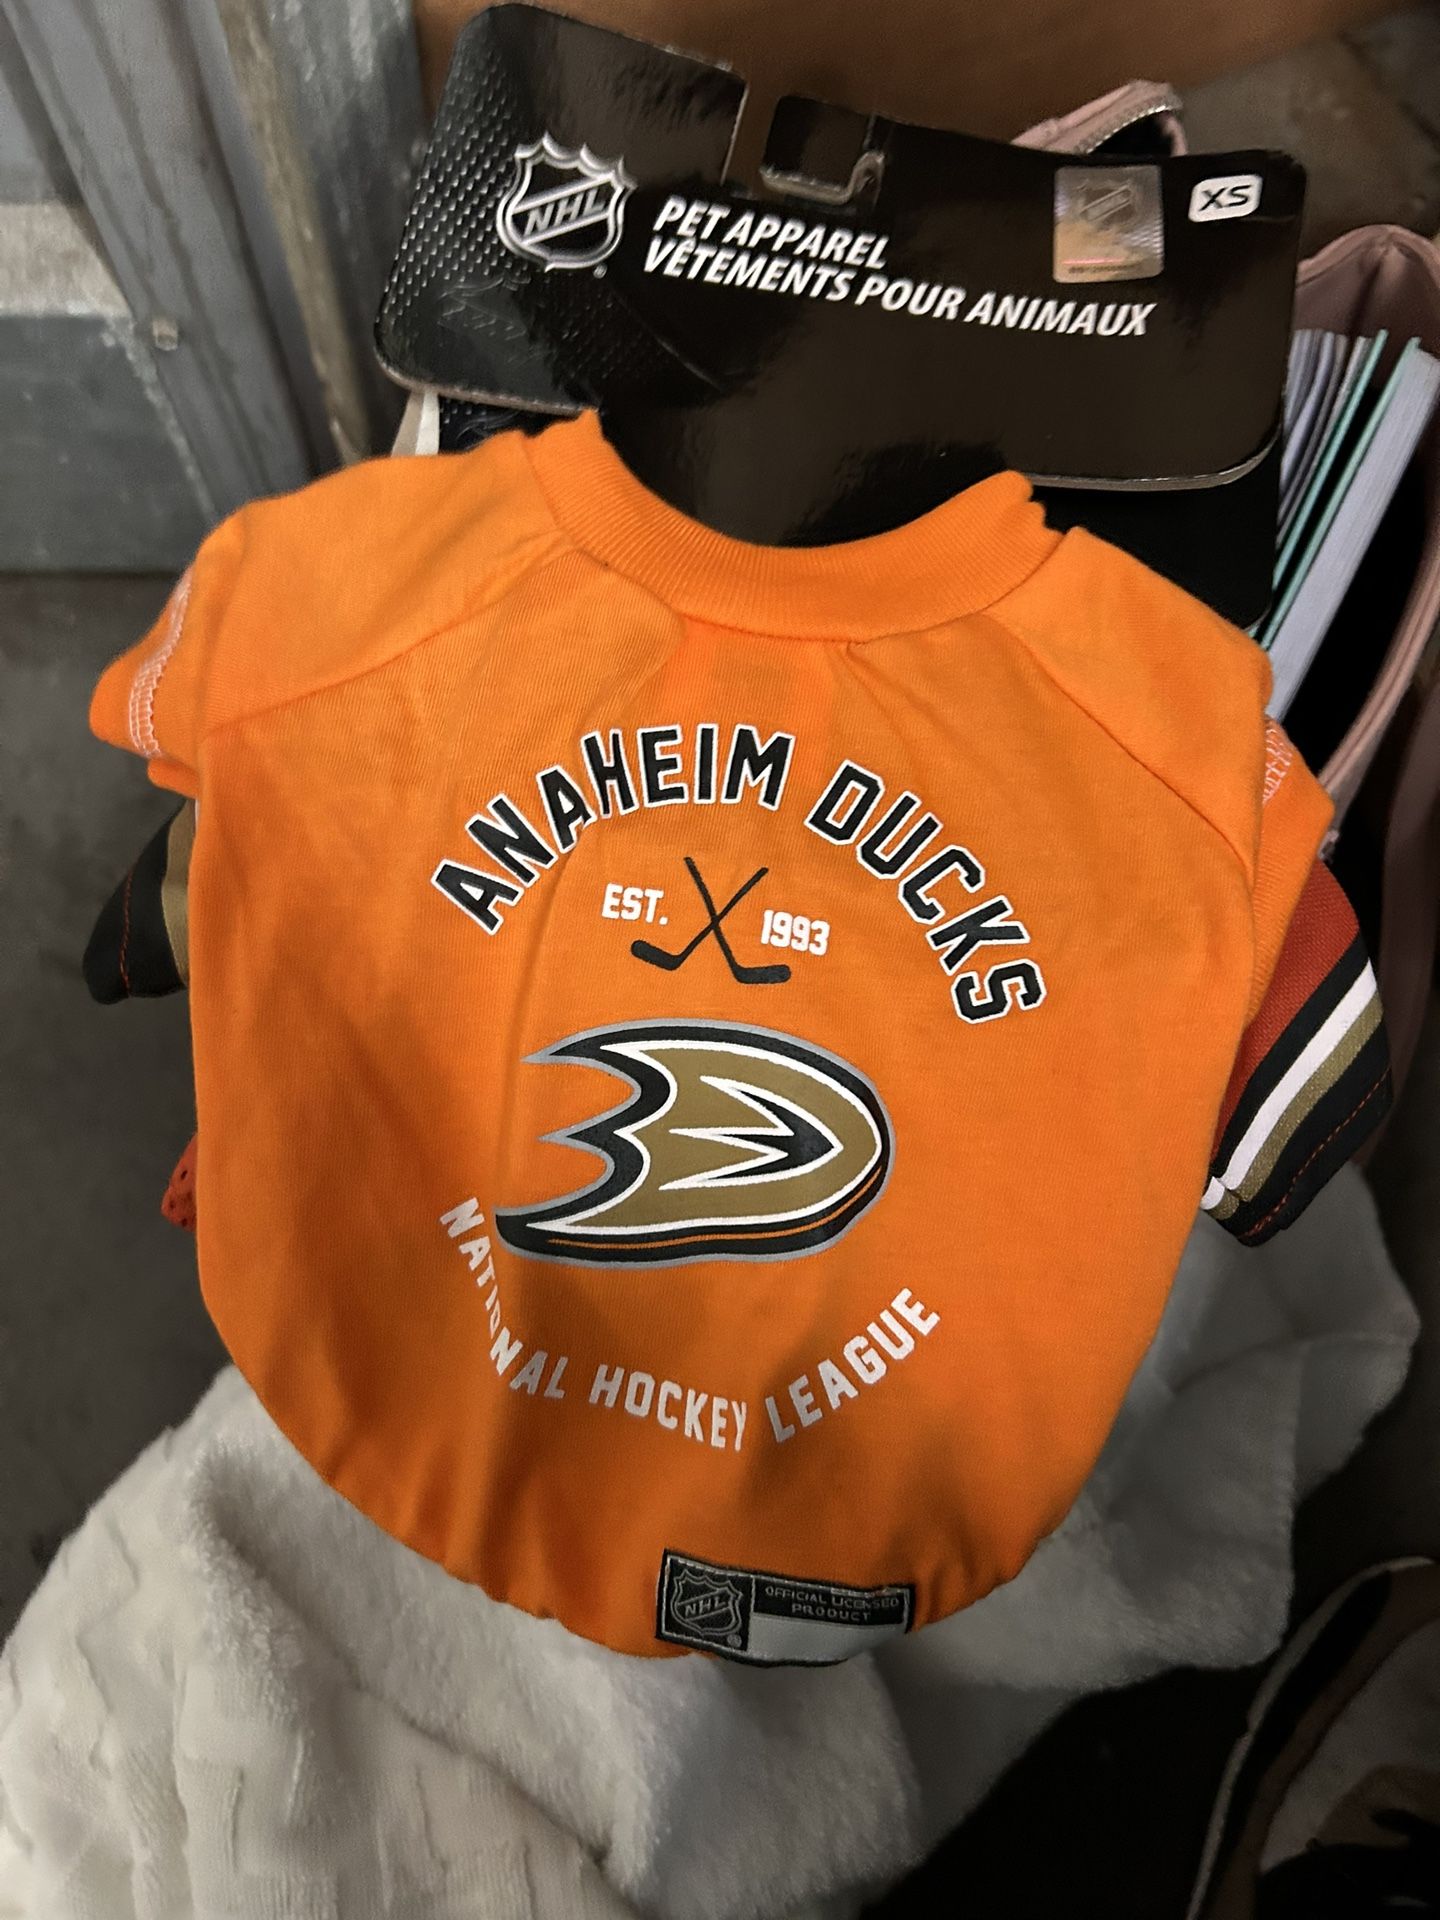 NHL
PET APPAREL
VÊTEMENTS POUR ANIMAUX
XS
ANAHEIM DUCKS
EST. 1993
NATIONAL HOCKEY LEAGUE
NHL
OFFICIAL LICENSED
PRODUCT